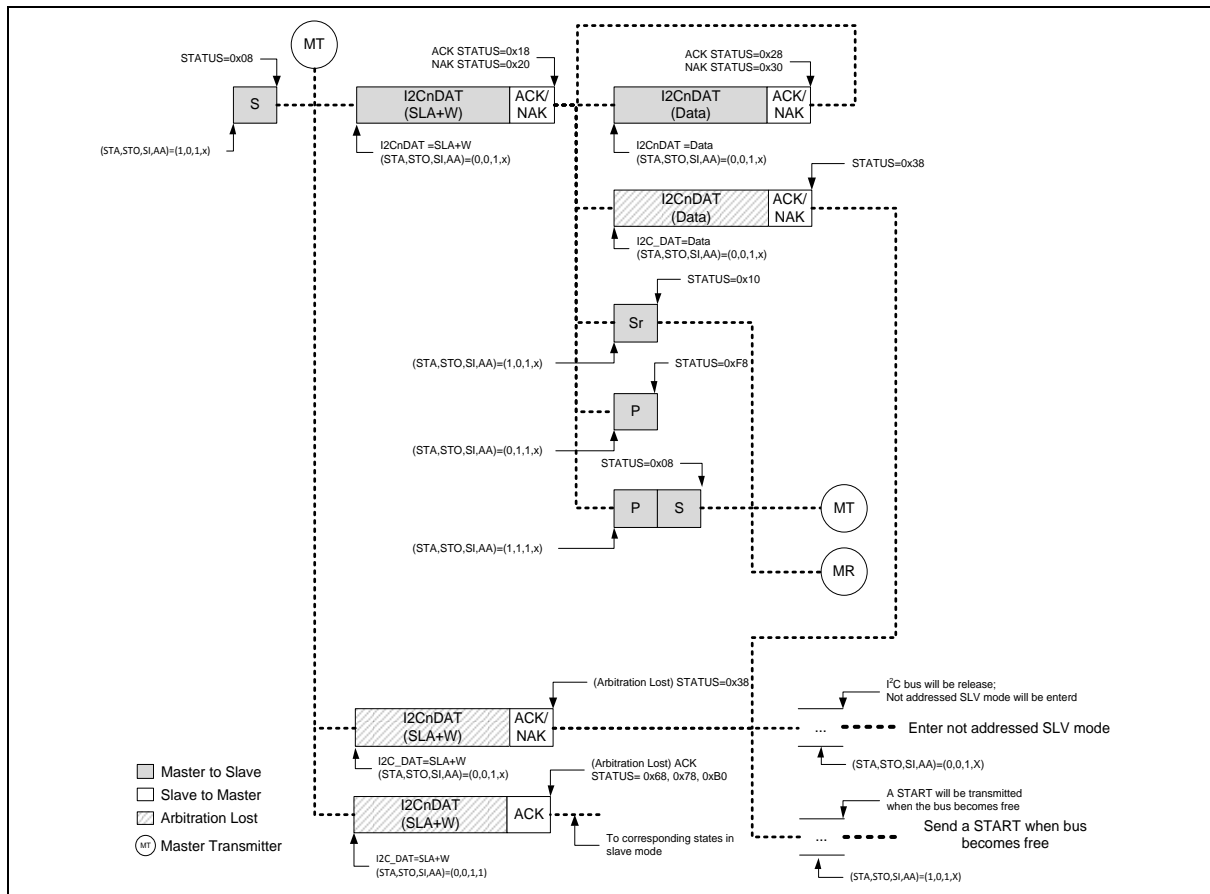 MT
STATUS=0x08
ACK STATUS=0x18
NAK STATUS=0x20
ACK STATUS=0x28
NAK STATUS=0x30
S
I2CnDAT
(SLA+W)
ACK/
NAK
I2CnDAT
(Data)
ACK/
NAK
(STA,STO,SI,AA)=(1,0,1,x)
I2CnDAT =SLA+W
(STA,STO,SI,AA)=(0,0,1,x)
I2CnDAT =Data
(STA,STO,SI,AA)=(0,0,1,x)
STATUS=0x38
I2CnDAT
(Data)
ACK/
NAK
I2C_DAT=Data
(STA,STO,SI,AA)=(0,0,1,x)
STATUS=0x10
Sr
(STA,STO,SI,AA)=(1,0,1,x)
STATUS=0xF8
P
(STA,STO,SI,AA)=(0,1,1,x)
STATUS=0x08
P
S
MT
(STA,STO,SI,AA)=(1,1,1,x)
MR
(Arbitration Lost) STATUS=0x38
I2C bus will be release;
Not addressed SLV mode will be enterd
I2CnDAT
(SLA+W)
ACK/
NAK
...
Enter not addressed SLV mode
I2C_DAT=SLA+W
(STA,STO,SI,AA)=(0,0,1,x)
(STA,STO,SI,AA)=(0,0,1,X)
(Arbitration Lost) ACK
STATUS= 0x68, 0x78, 0xB0
A START will be transmitted
when the bus becomes free
I2CnDAT
(SLA+W)
ACK
To corresponding states in
slave mode
...
Send a START when bus
becomes free
I2C_DAT=SLA+W
(STA,STO,SI,AA)=(0,0,1,1)
(STA,STO,SI,AA)=(1,0,1,X)
Master to Slave
Slave to Master
Arbitration Lost
MT Master Transmitter